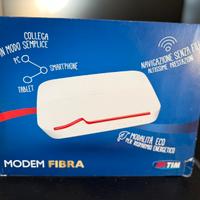 COLLEGA
IN MODO SEMPLICE
PC
SMARTPHONE
TABLET
NAVIGAZIONE SENZA FILI
ALTISSIME PRESTAZIONI
MODALITÀ ECO
PER RISPARMIO ENERGETICO
MODEM FIBRA
TIM